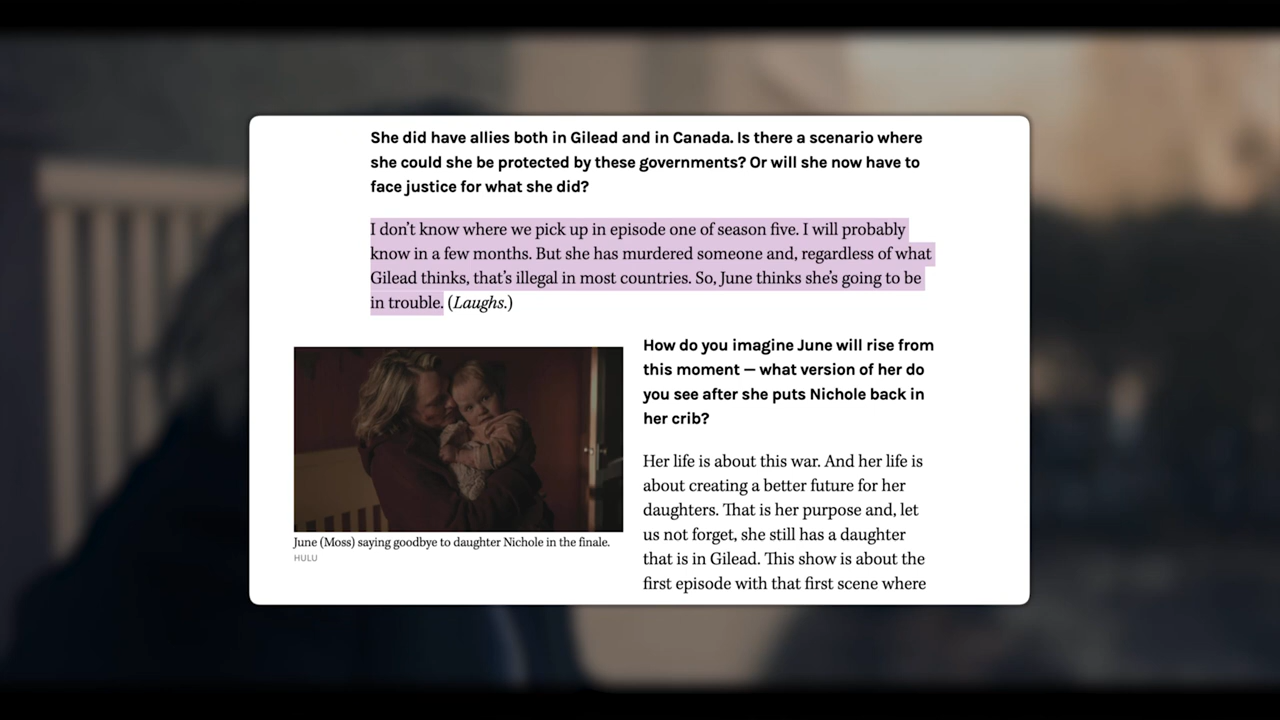 She did have allies both in Gilead and in Canada. Is there a scenario where
she could she be protected by these governments? Or will she now have to
face justice for what she did?
I don’t know where we pick up in episode one of season five. I will probably
know in a few months. But she has murdered someone and, regardless of what
Gilead thinks, that’s illegal in most countries. So, June thinks she’s going to be
in trouble. (Laughs.)
June (Moss) saying goodbye to daughter Nichole in the finale.
HULU
How do you imagine June will rise from
this moment — what version of her do
you see after she puts Nichole back in
her crib?
Her life is about this war. And her life is
about creating a better future for her
daughters. That is her purpose and, let
us not forget, she still has a daughter
that is in Gilead. This show is about the
first episode with that first scene where